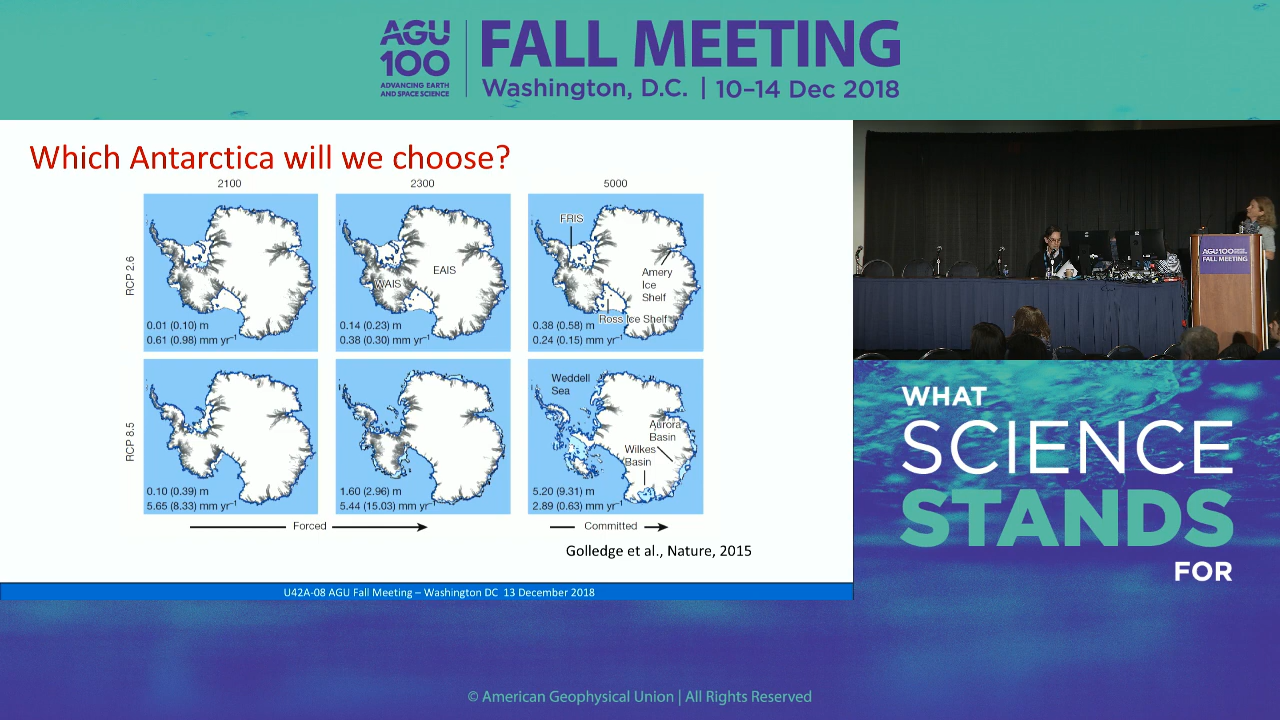 AGU
100
ADVANCING EARTH
AND SPACE SCIENCE
FALL MEETING
Washington, D.C. | 10–14 Dec 2018
Which Antarctica will we choose?
2100
2300
5000
RCP 2.6
0.01 (0.10) m
0.61 (0.98) mm yr⁻¹
EAIS
WAIS
0.14 (0.23) m
0.38 (0.30) mm yr⁻¹
FRIS
Amery
Ice
Shelf
Ross Ice Shelf
0.38 (0.58) m
0.24 (0.15) mm yr⁻¹
RCP 8.5
0.10 (0.39) m
5.65 (8.33) mm yr⁻¹
1.60 (2.96) m
5.44 (15.03) mm yr⁻¹
Weddell
Sea
Aurora
Basin
Wilkes
Basin
5.20 (9.31) m
2.89 (0.63) mm yr⁻¹
Forced
Committed
Golledge et al., Nature, 2015
U42A-08 AGU Fall Meeting – Washington DC 13 December 2018
AGU100
FALL MEETING
WHAT
SCIENCE
STANDS
FOR
© American Geophysical Union | All Rights Reserved